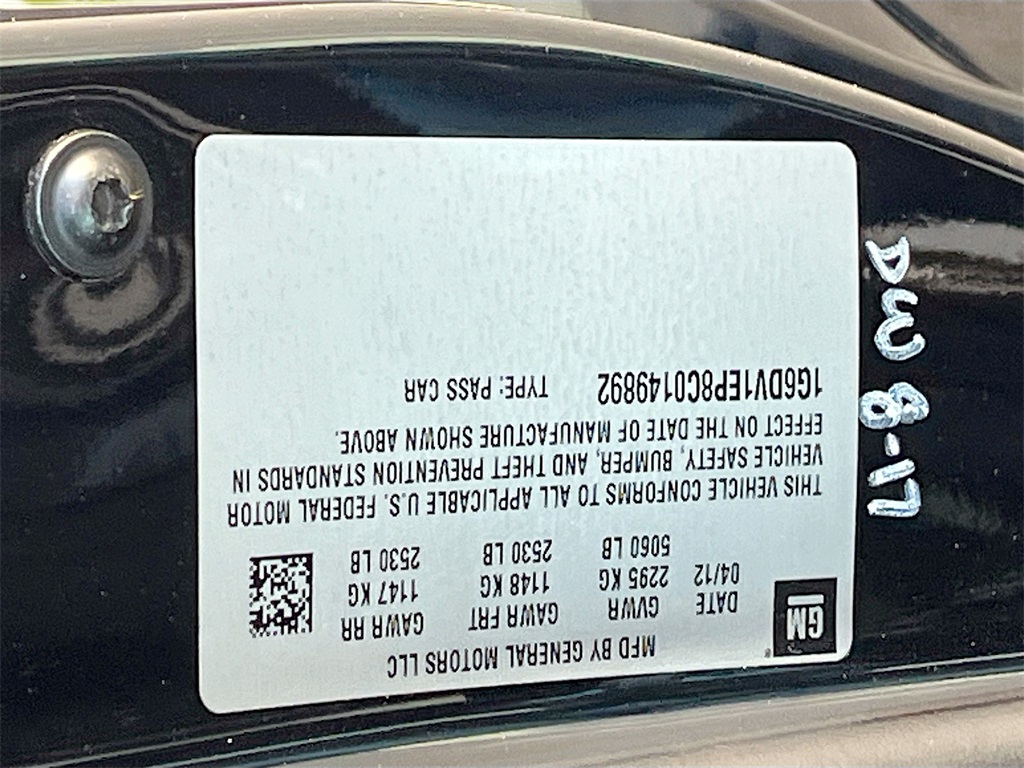 GM
MFD BY GENERAL MOTORS LLC
DATE GVWR GAWR FRT GAWR RR
04/12 2295 KG 1148 KG 1147 KG
5060 LB 2530 LB 2530 LB
THIS VEHICLE CONFORMS TO ALL APPLICABLE U.S. FEDERAL MOTOR
VEHICLE SAFETY, BUMPER, AND THEFT PREVENTION STANDARDS IN
EFFECT ON THE DATE OF MANUFACTURE SHOWN ABOVE.
1G6DV1EP8C0149892 TYPE: PASS CAR
DW 8-17